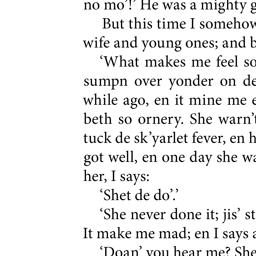 no mo'!' He was a mighty g
But this time I somehow
wife and young ones; and b
'What makes me feel so
sumpn over yonder on de
while ago, en it mine me e
beth so ornery. She warn't
tuck de sk'yarlet fever, en h
got well, en one day she wa
her, I says:
'Shet de do'.'
'She never done it; jis' st
It make me mad; en I says a
'Doan' you hear me? She